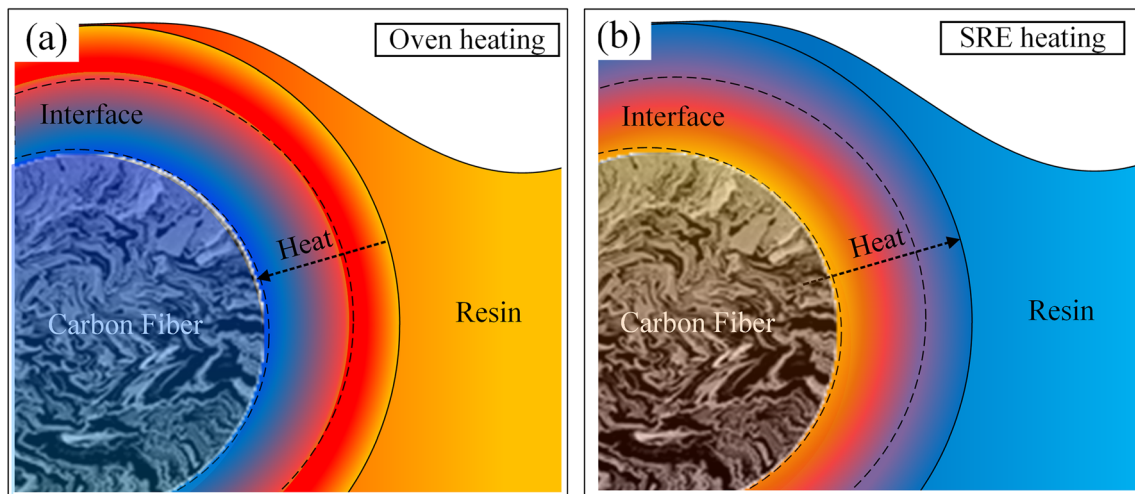 (a)
Oven heating
Interface
Heat
Carbon Fiber
Resin
(b)
SRE heating
Interface
Heat
Carbon Fiber
Resin